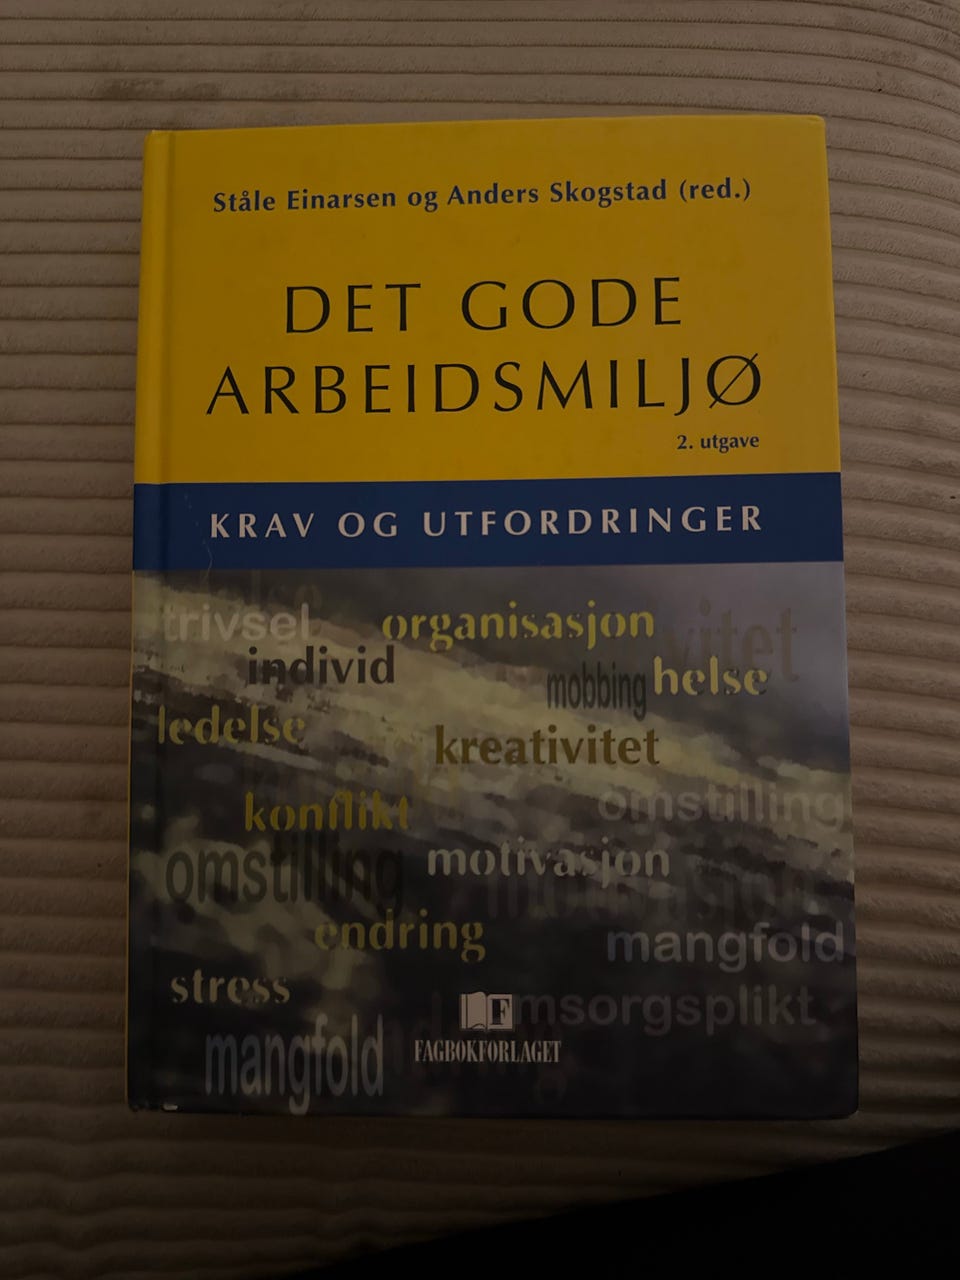 Ståle Einarsen og Anders Skogstad (red.)
DET GODE
ARBEIDSMILJØ
2. utgave
KRAV OG UTFORDRINGER
trivsel organisasjon vitet
individ mobbing helse
ledelse kreativitet
konflikt omstilling
omstilling motivasjon
endring mangfold
stress msorgsplikt
mangfold
F
FAGBOKFORLAGET